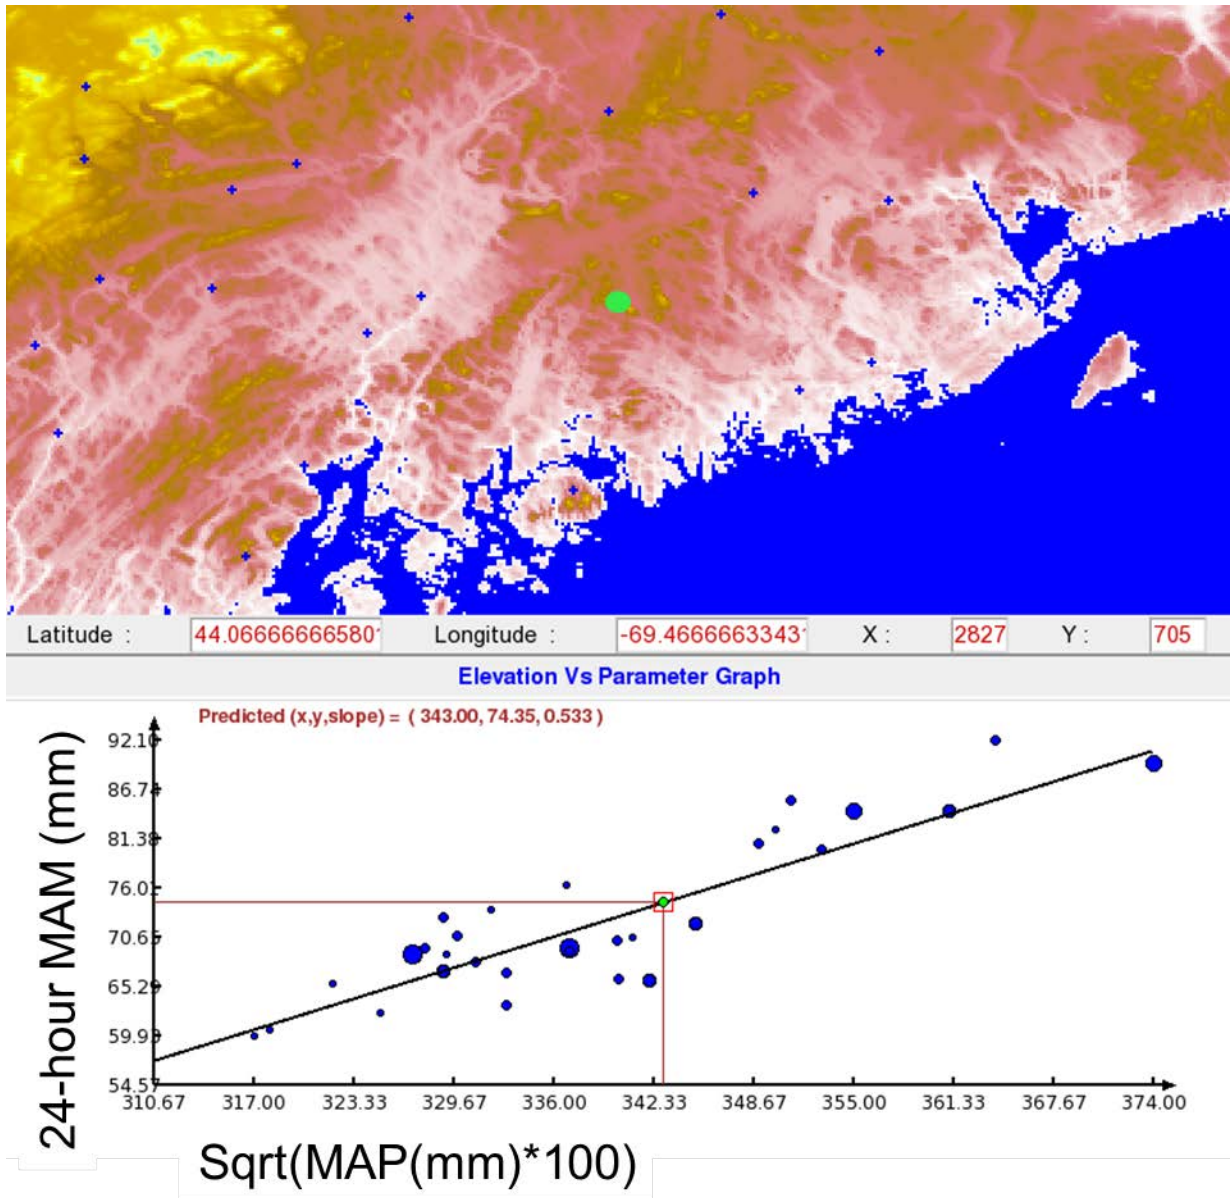 Latitude : 44.06666666580 Longitude : -69.4666663343 X : 2827 Y : 705
Elevation Vs Parameter Graph
Predicted (x,y,slope) = ( 343.00, 74.35, 0.533 )
24-hour MAM (mm)
92.10
86.74
81.38
76.01
70.65
65.29
59.93
54.57
310.67 317.00 323.33 329.67 336.00 342.33 348.67 355.00 361.33 367.67 374.00
Sqrt(MAP(mm)*100)